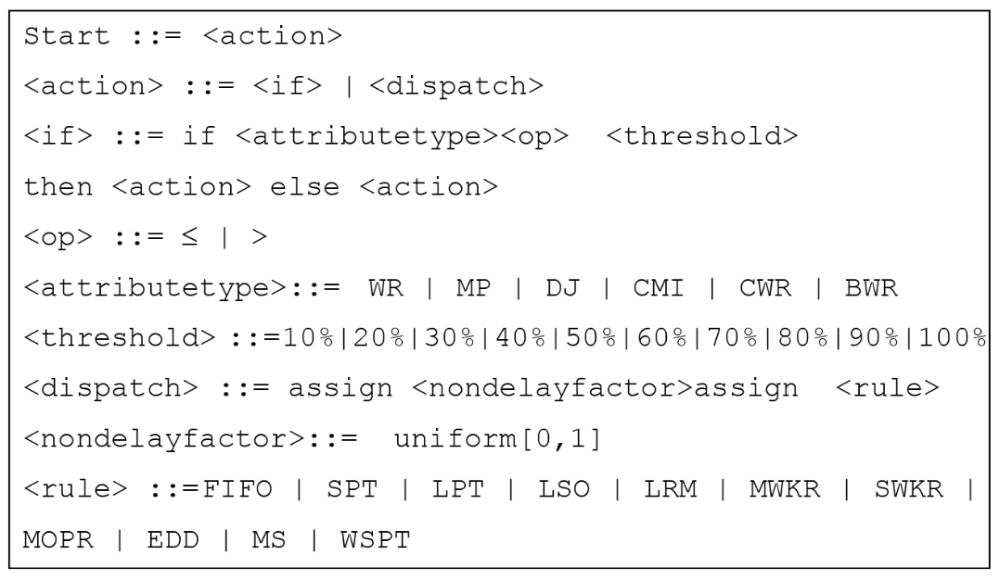 Start ::= <action>
<action> ::= <if> | <dispatch>
<if> ::= if <attributetype><op> <threshold>
then <action> else <action>
<op> ::= ≤ | >
<attributetype>::= WR | MP | DJ | CMI | CWR | BWR
<threshold> ::=10%|20%|30%|40%|50%|60%|70%|80%|90%|100%
<dispatch> ::= assign <nondelayfactor>assign <rule>
<nondelayfactor>::= uniform[0,1]
<rule> ::=FIFO | SPT | LPT | LSO | LRM | MWKR | SWKR |
MOPR | EDD | MS | WSPT